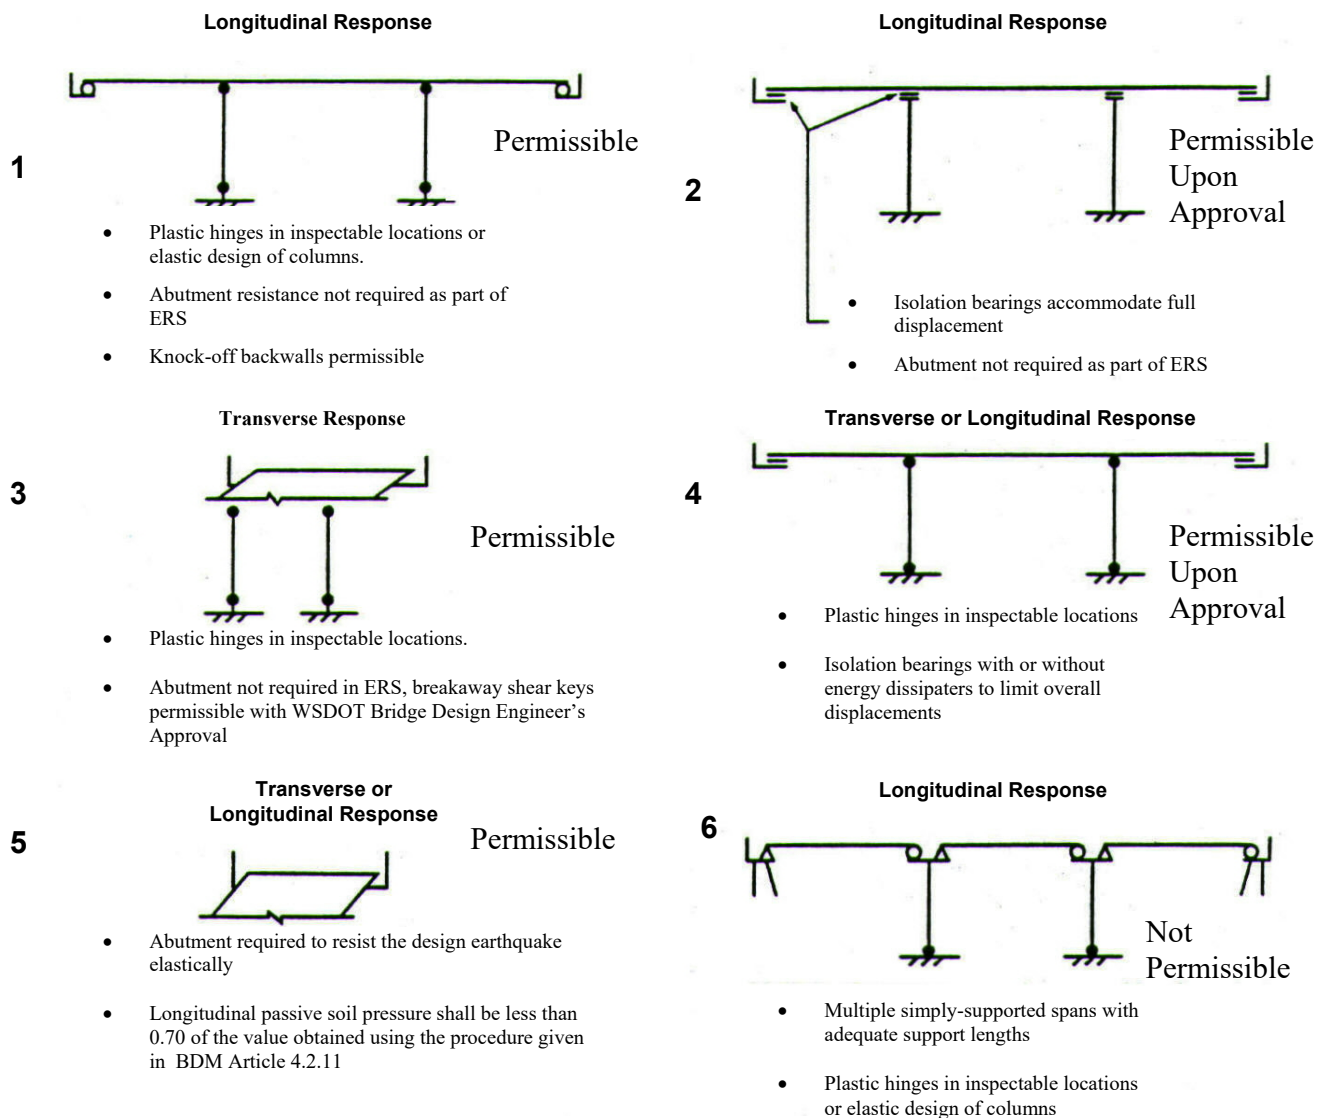 Longitudinal Response
1
Permissible
• Plastic hinges in inspectable locations or
elastic design of columns.
• Abutment resistance not required as part of
ERS
• Knock-off backwalls permissible
Longitudinal Response
2
Permissible
Upon
Approval
• Isolation bearings accommodate full
displacement
• Abutment not required as part of ERS
Transverse Response
3
Permissible
• Plastic hinges in inspectable locations.
• Abutment not required in ERS, breakaway shear keys
permissible with WSDOT Bridge Design Engineer’s
Approval
Transverse or Longitudinal Response
4
Permissible
Upon
Approval
• Plastic hinges in inspectable locations
• Isolation bearings with or without
energy dissipaters to limit overall
displacements
Transverse or
Longitudinal Response
5
Permissible
• Abutment required to resist the design earthquake
elastically
• Longitudinal passive soil pressure shall be less than
0.70 of the value obtained using the procedure given
in BDM Article 4.2.11
Longitudinal Response
6
Not
Permissible
• Multiple simply-supported spans with
adequate support lengths
• Plastic hinges in inspectable locations
or elastic design of columns